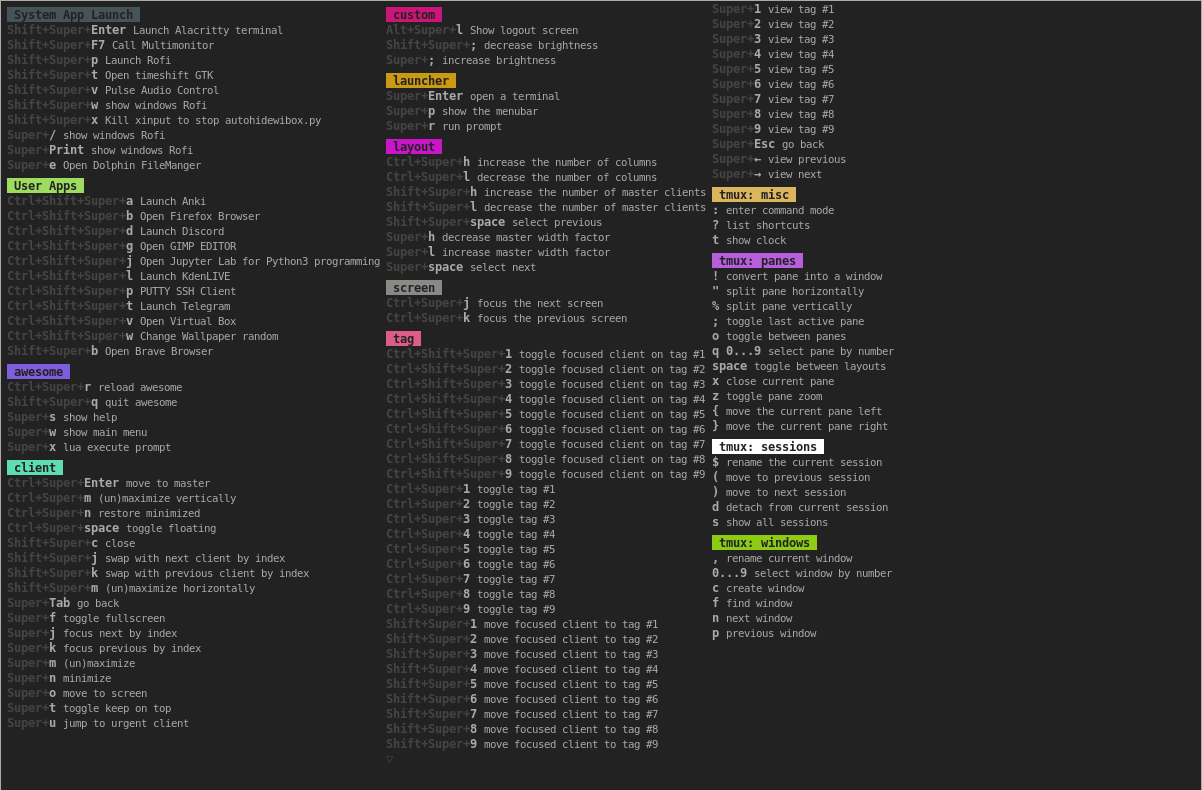 System App Launch
Shift+Super+Enter Launch Alacritty terminal
Shift+Super+F7 Call Multimonitor
Shift+Super+p Launch Rofi
Shift+Super+t Open timeshift GTK
Shift+Super+v Pulse Audio Control
Shift+Super+w show windows Rofi
Shift+Super+x Kill xinput to stop autohidewibox.py
Super+/ show windows Rofi
Super+Print show windows Rofi
Super+e Open Dolphin FileManger
User Apps
Ctrl+Shift+Super+a Launch Anki
Ctrl+Shift+Super+b Open Firefox Browser
Ctrl+Shift+Super+d Launch Discord
Ctrl+Shift+Super+g Open GIMP EDITOR
Ctrl+Shift+Super+j Open Jupyter Lab for Python3 programming
Ctrl+Shift+Super+l Launch KdenLIVE
Ctrl+Shift+Super+p PUTTY SSH Client
Ctrl+Shift+Super+t Launch Telegram
Ctrl+Shift+Super+v Open Virtual Box
Ctrl+Shift+Super+w Change Wallpaper random
Shift+Super+b Open Brave Browser
awesome
Ctrl+Super+r reload awesome
Shift+Super+q quit awesome
Super+s show help
Super+w show main menu
Super+x lua execute prompt
client
Ctrl+Super+Enter move to master
Ctrl+Super+m (un)maximize vertically
Ctrl+Super+n restore minimized
Ctrl+Super+space toggle floating
Shift+Super+c close
Shift+Super+j swap with next client by index
Shift+Super+k swap with previous client by index
Shift+Super+m (un)maximize horizontally
Super+Tab go back
Super+f toggle fullscreen
Super+j focus next by index
Super+k focus previous by index
Super+m (un)maximize
Super+n minimize
Super+o move to screen
Super+t toggle keep on top
Super+u jump to urgent client
custom
Alt+Super+l Show logout screen
Shift+Super+; decrease brightness
Super+; increase brightness
launcher
Super+Enter open a terminal
Super+p show the menubar
Super+r run prompt
layout
Ctrl+Super+h increase the number of columns
Ctrl+Super+l decrease the number of columns
Shift+Super+h increase the number of master clients
Shift+Super+l decrease the number of master clients
Shift+Super+space select previous
Super+h decrease master width factor
Super+l increase master width factor
Super+space select next
screen
Ctrl+Super+j focus the next screen
Ctrl+Super+k focus the previous screen
tag
Ctrl+Shift+Super+1 toggle focused client on tag #1
Ctrl+Shift+Super+2 toggle focused client on tag #2
Ctrl+Shift+Super+3 toggle focused client on tag #3
Ctrl+Shift+Super+4 toggle focused client on tag #4
Ctrl+Shift+Super+5 toggle focused client on tag #5
Ctrl+Shift+Super+6 toggle focused client on tag #6
Ctrl+Shift+Super+7 toggle focused client on tag #7
Ctrl+Shift+Super+8 toggle focused client on tag #8
Ctrl+Shift+Super+9 toggle focused client on tag #9
Ctrl+Super+1 toggle tag #1
Ctrl+Super+2 toggle tag #2
Ctrl+Super+3 toggle tag #3
Ctrl+Super+4 toggle tag #4
Ctrl+Super+5 toggle tag #5
Ctrl+Super+6 toggle tag #6
Ctrl+Super+7 toggle tag #7
Ctrl+Super+8 toggle tag #8
Ctrl+Super+9 toggle tag #9
Shift+Super+1 move focused client to tag #1
Shift+Super+2 move focused client to tag #2
Shift+Super+3 move focused client to tag #3
Shift+Super+4 move focused client to tag #4
Shift+Super+5 move focused client to tag #5
Shift+Super+6 move focused client to tag #6
Shift+Super+7 move focused client to tag #7
Shift+Super+8 move focused client to tag #8
Shift+Super+9 move focused client to tag #9
▽
Super+1 view tag #1
Super+2 view tag #2
Super+3 view tag #3
Super+4 view tag #4
Super+5 view tag #5
Super+6 view tag #6
Super+7 view tag #7
Super+8 view tag #8
Super+9 view tag #9
Super+Esc go back
Super+← view previous
Super+→ view next
tmux: misc
: enter command mode
? list shortcuts
t show clock
tmux: panes
! convert pane into a window
" split pane horizontally
% split pane vertically
; toggle last active pane
o toggle between panes
q 0...9 select pane by number
space toggle between layouts
x close current pane
z toggle pane zoom
{ move the current pane left
} move the current pane right
tmux: sessions
$ rename the current session
( move to previous session
) move to next session
d detach from current session
s show all sessions
tmux: windows
, rename current window
0...9 select window by number
c create window
f find window
n next window
p previous window